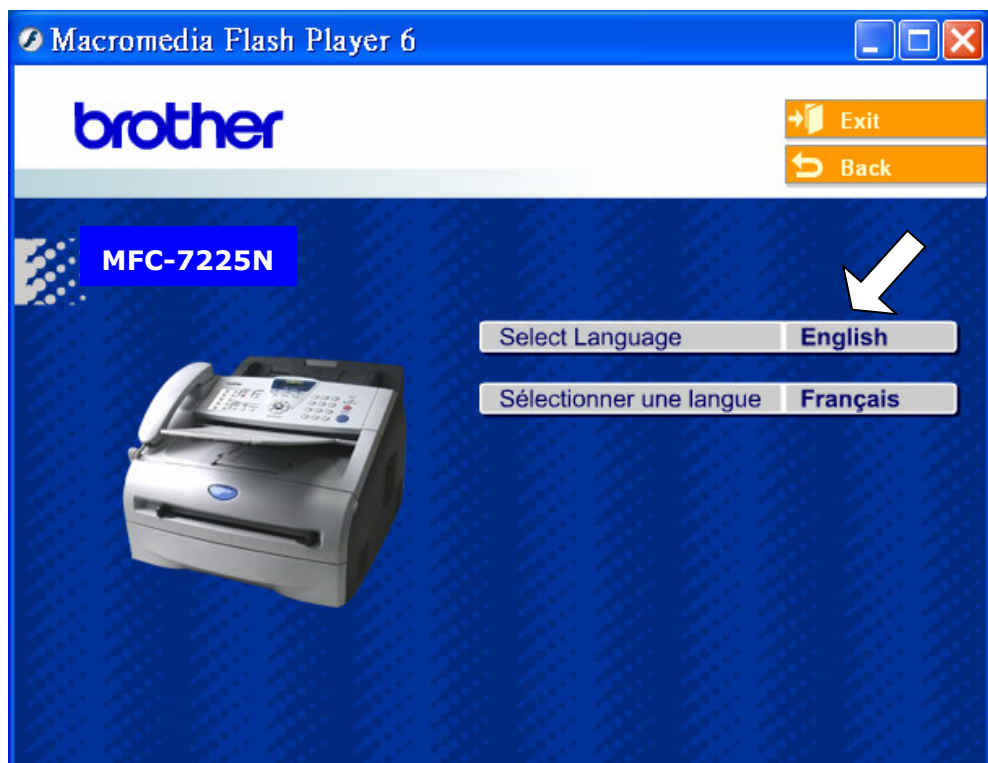 Macromedia Flash Player 6
brother
Exit
Back
MFC-7225N
Select Language English
Sélectionner une langue Français